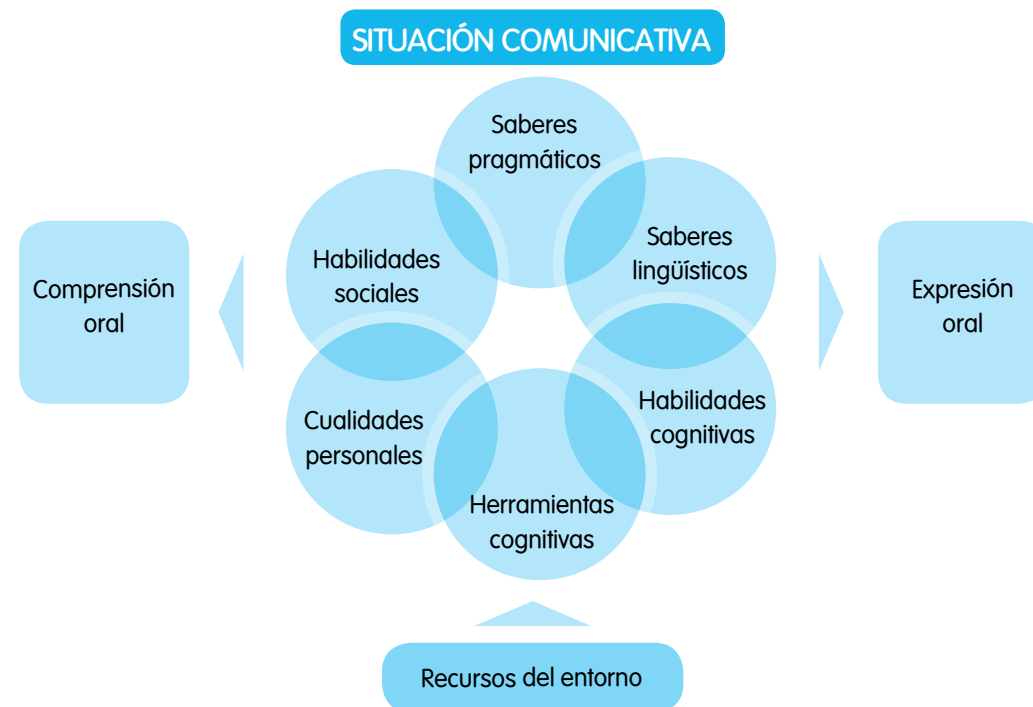 SITUACIÓN COMUNICATIVA
Saberes
pragmáticos
Habilidades
sociales
Saberes
lingüísticos
Comprensión
oral
Expresión
oral
Cualidades
personales
Habilidades
cognitivas
Herramientas
cognitivas
Recursos del entorno